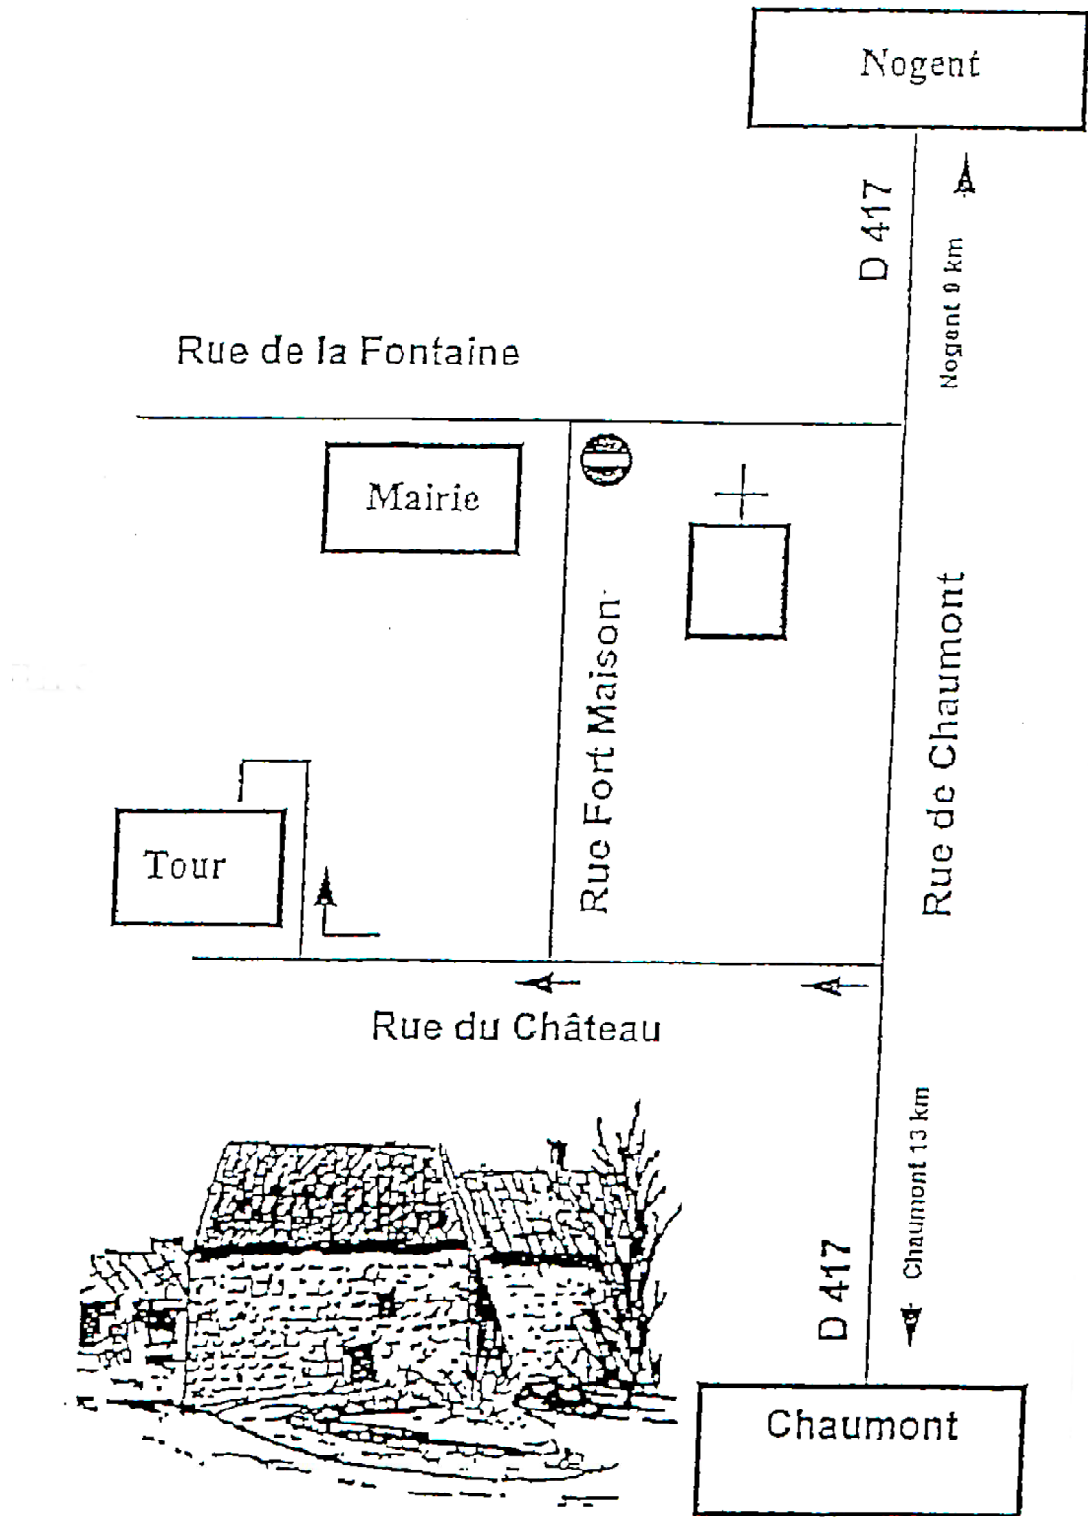 Nogent
D 417
Nogent 9 km
Rue de la Fontaine
Mairie
Rue Fort Maison
Rue de Chaumont
Tour
Rue du Château
Chaumont 13 km
D 417
Chaumont